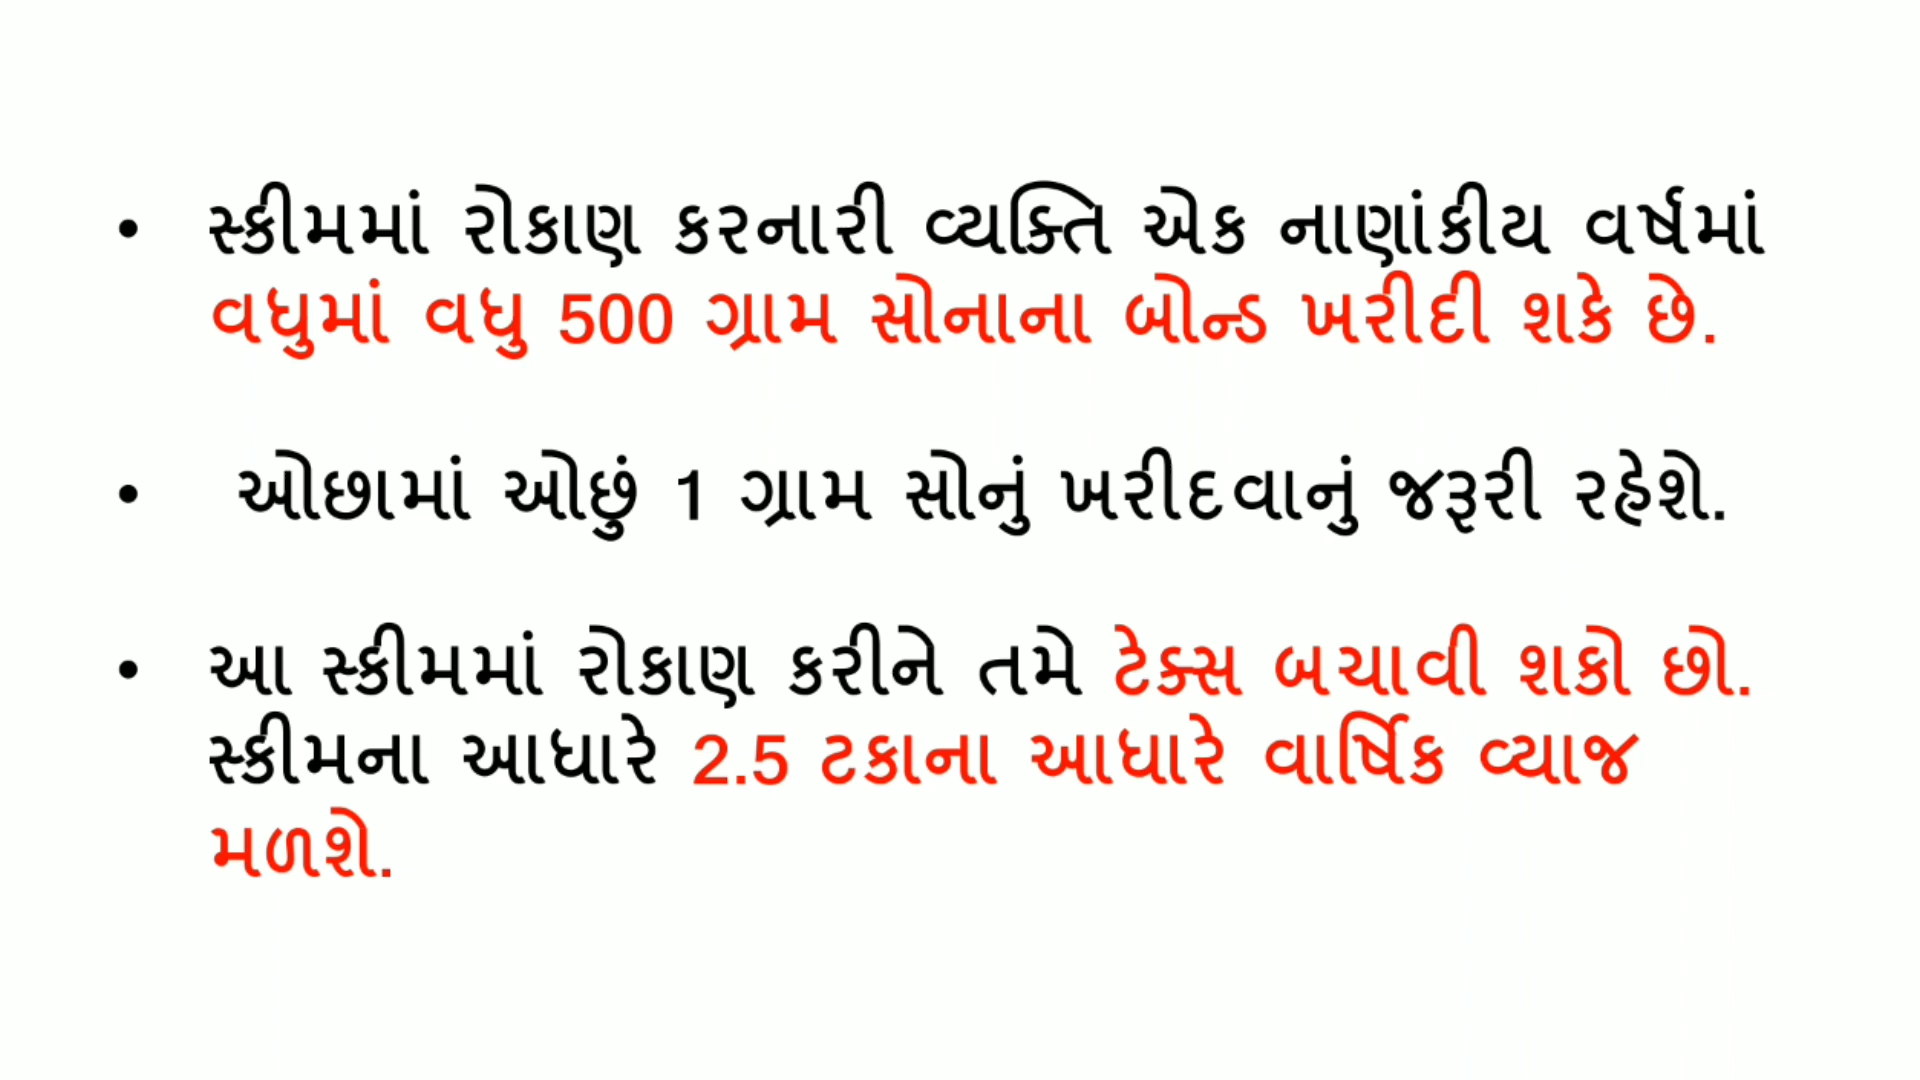 • સ્કીમમાં રોકાણ કરનારી વ્યક્તિ એક નાણાંકીય વર્ષમાં
વધુમાં વધુ 500 ગ્રામ સોનાના બોન્ડ ખરીદી શકે છે.
• ઓછામાં ઓછું 1 ગ્રામ સોનું ખરીદવાનું જરૂરી રહેશે.
• આ સ્કીમમાં રોકાણ કરીને તમે ટેક્સ બચાવી શકો છો.
સ્કીમના આધારે 2.5 ટકાના આધારે વાર્ષિક વ્યાજ
મળશે.